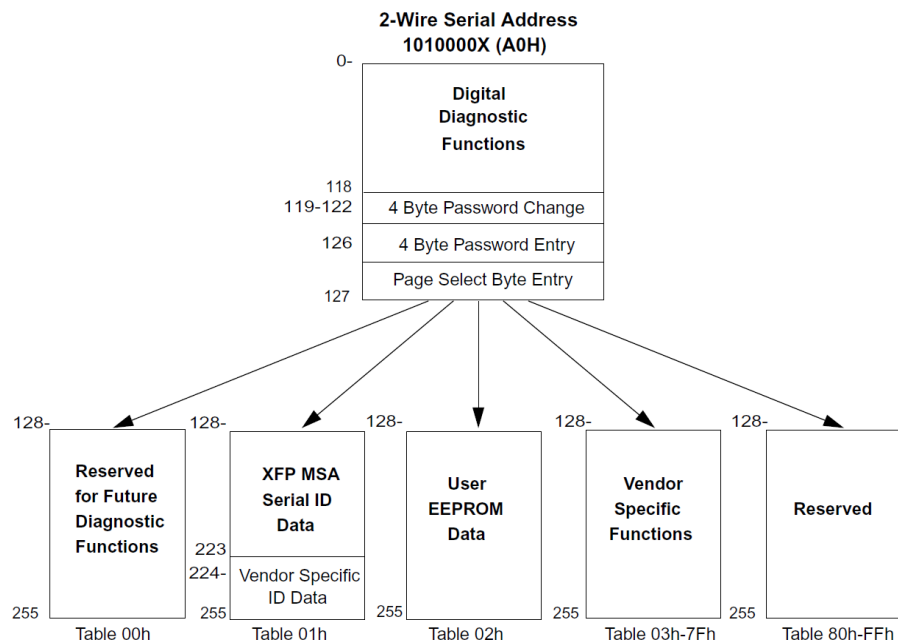 2-Wire Serial Address
1010000X (A0H)
0-
Digital
Diagnostic
Functions
118
119-122
4 Byte Password Change
126
4 Byte Password Entry
Page Select Byte Entry
127
128-
128-
128-
128-
128-
Reserved
for Future
Diagnostic
Functions
255
Table 00h
XFP MSA
Serial ID
Data
223
224-
Vendor Specific
ID Data
255
Table 01h
User
EEPROM
Data
255
Table 02h
Vendor
Specific
Functions
255
Table 03h-7Fh
Reserved
255
Table 80h-FFh